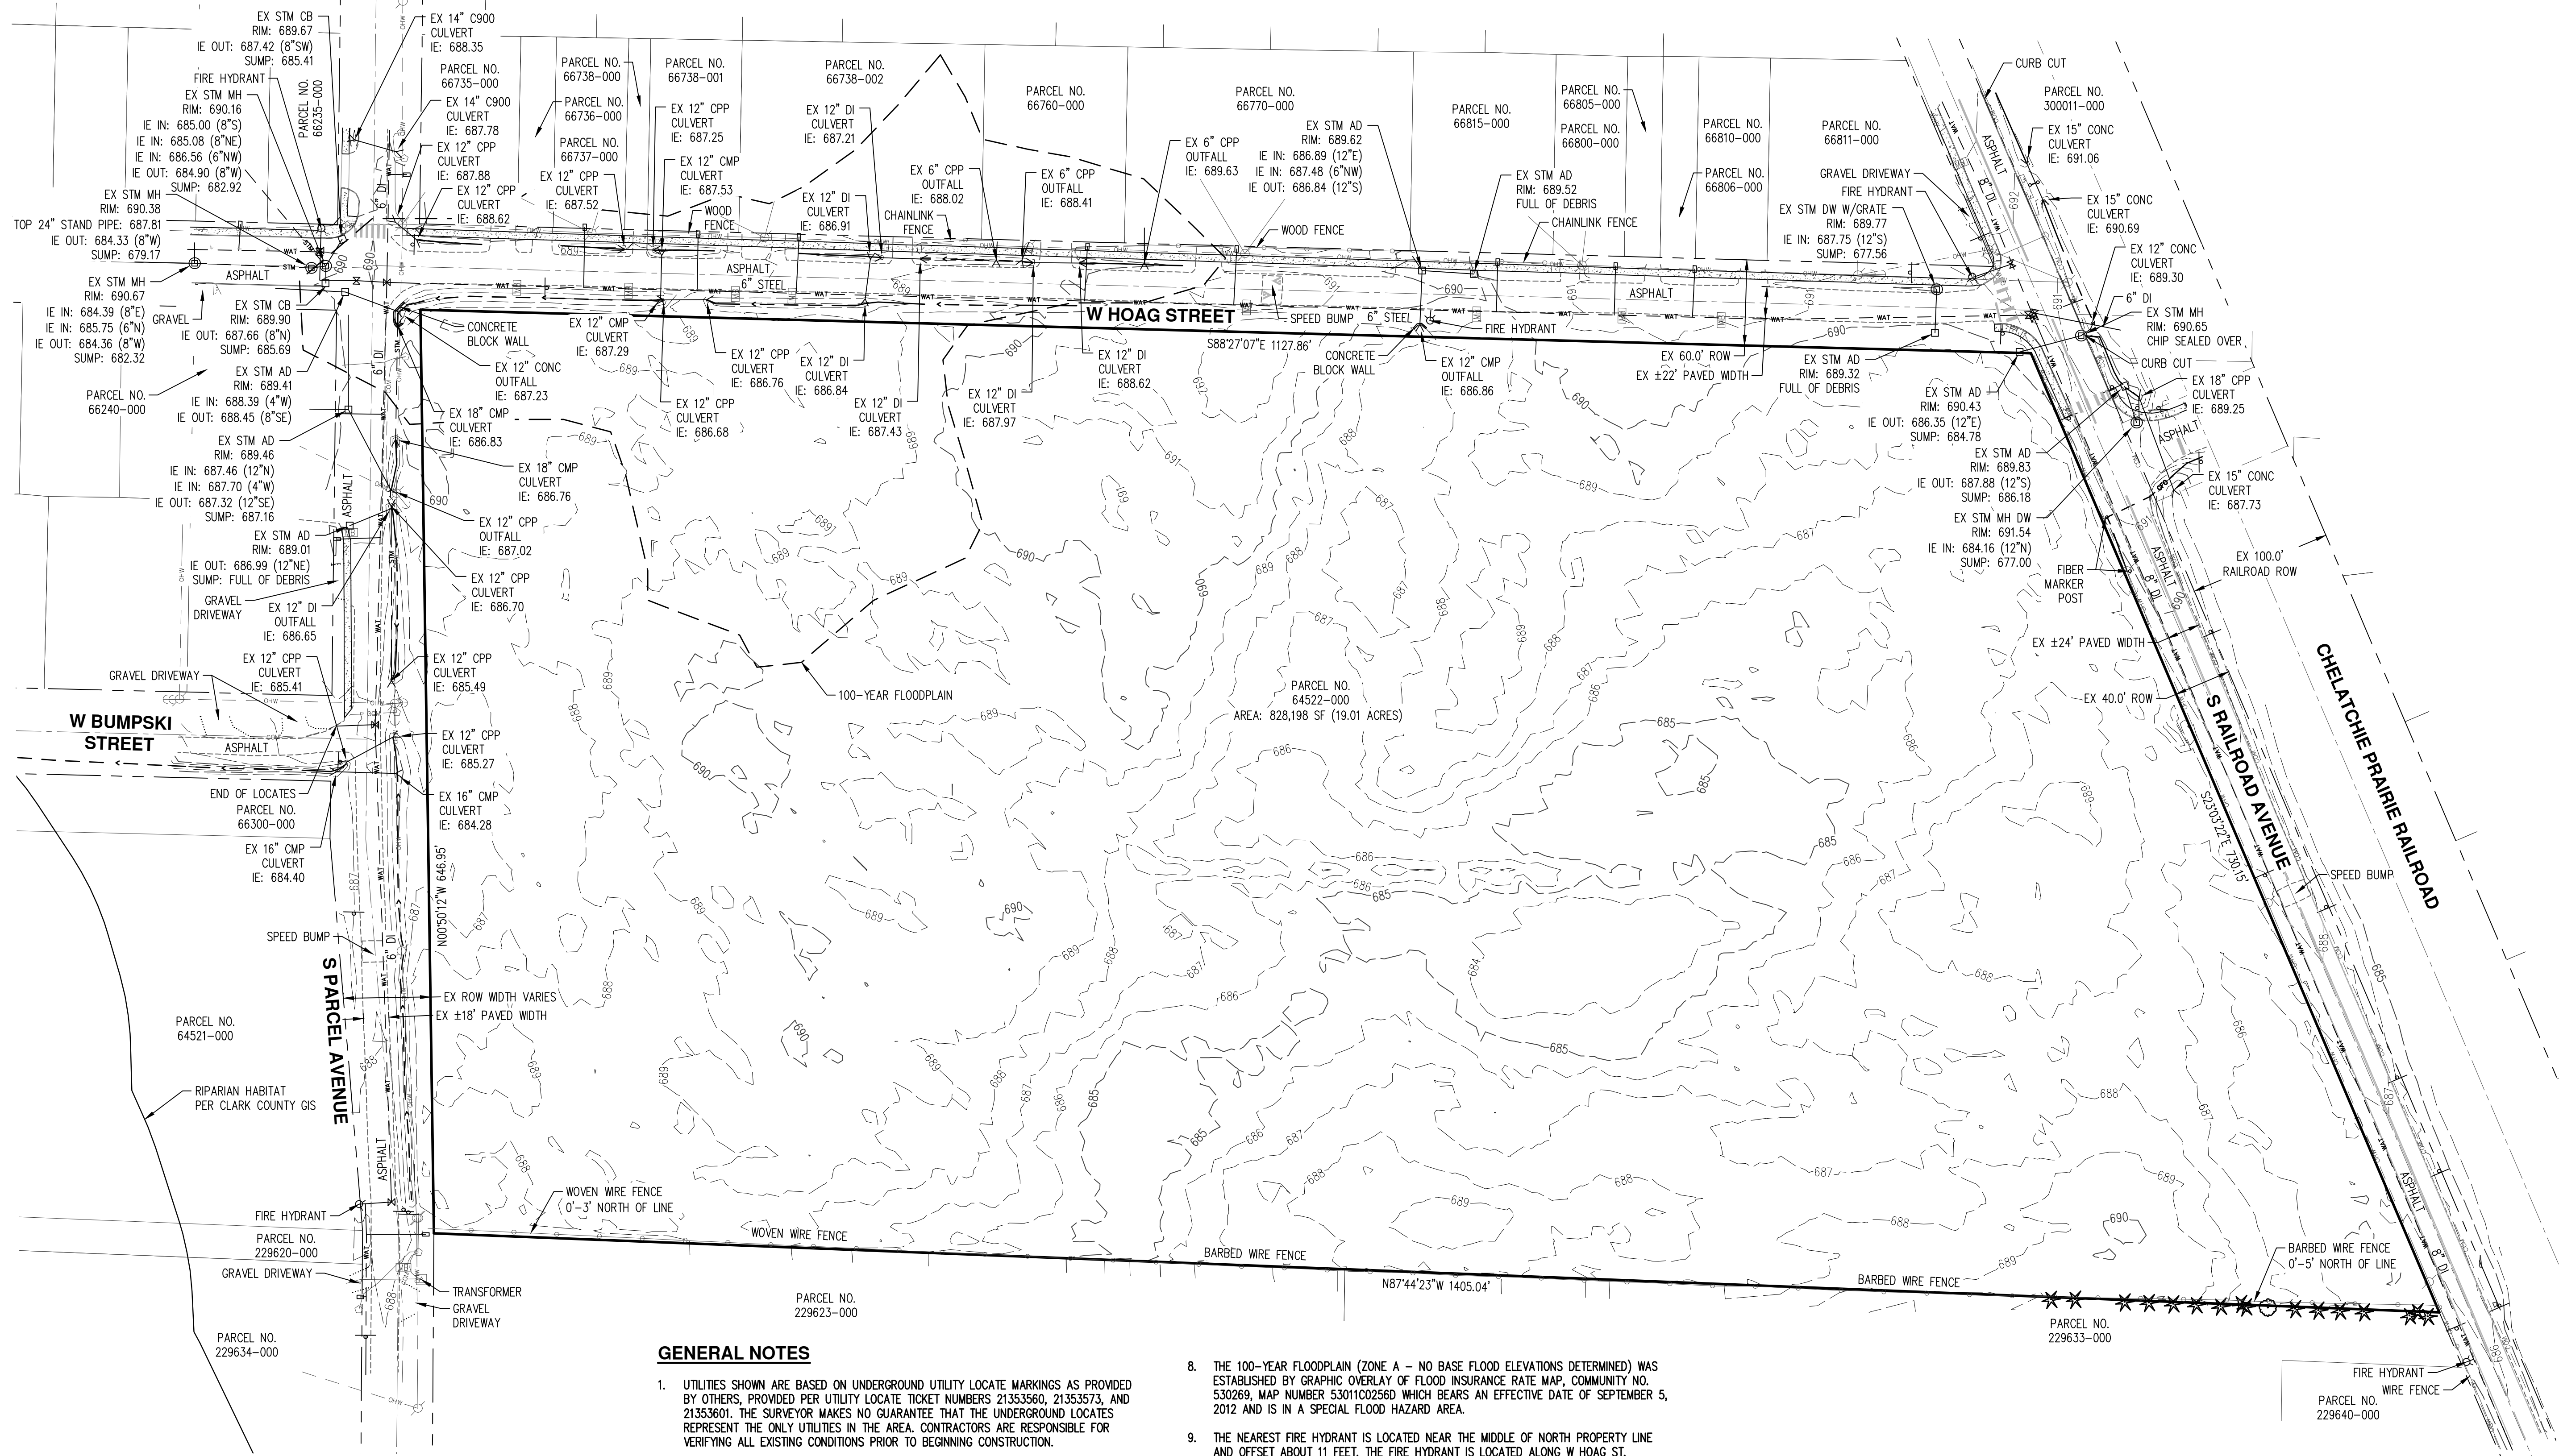 EX STM CB
RIM: 689.67
IE OUT: 687.42 (8"SW)
SUMP: 685.41
FIRE HYDRANT
EX STM MH
RIM: 690.16
IE IN: 685.00 (8"S)
IE IN: 685.08 (8"NE)
IE IN: 686.56 (6"NW)
IE OUT: 684.90 (8"W)
SUMP: 682.92
EX STM MH
RIM: 690.38
TOP 24" STAND PIPE: 687.81
IE OUT: 684.33 (8"W)
SUMP: 679.17
EX STM MH
RIM: 690.67
IE IN: 684.39 (8"E)
IE IN: 685.75 (6"N)
IE OUT: 684.36 (8"W)
SUMP: 682.32
PARCEL NO.
66235-000
EX 14" C900
CULVERT
IE: 688.35
PARCEL NO.
66735-000
EX 14" C900
CULVERT
IE: 687.78
EX 12" CPP
CULVERT
IE: 687.88
EX 12" CPP
CULVERT
IE: 688.62
PARCEL NO.
66738-000
PARCEL NO.
66736-000
PARCEL NO.
66737-000
EX 12" CPP
CULVERT
IE: 687.52
PARCEL NO.
66738-001
EX 12" CPP
CULVERT
IE: 687.25
EX 12" CMP
CULVERT
IE: 687.53
WOOD
FENCE
PARCEL NO.
66738-002
EX 12" DI
CULVERT
IE: 687.21
EX 12" DI
CULVERT
IE: 686.91
CHAINLINK
FENCE
EX 6" CPP
OUTFALL
IE: 688.02
EX 6" CPP
OUTFALL
IE: 688.41
PARCEL NO.
66760-000
EX 6" CPP
OUTFALL
IE: 689.63
PARCEL NO.
66770-000
WOOD FENCE
EX STM AD
RIM: 689.62
IE IN: 686.89 (12"E)
IE IN: 687.48 (6"NW)
IE OUT: 686.84 (12"S)
PARCEL NO.
66815-000
EX STM AD
RIM: 689.52
FULL OF DEBRIS
CHAINLINK FENCE
PARCEL NO.
66805-000
PARCEL NO.
66800-000
PARCEL NO.
66810-000
PARCEL NO.
66806-000
PARCEL NO.
66811-000
GRAVEL DRIVEWAY
FIRE HYDRANT
EX STM DW W/GRATE
RIM: 689.77
IE IN: 687.75 (12"S)
SUMP: 677.56
CURB CUT
PARCEL NO.
300011-000
EX 15" CONC
CULVERT
IE: 691.06
EX 15" CONC
CULVERT
IE: 690.69
EX 12" CONC
CULVERT
IE: 689.30
6" DI
EX STM MH
RIM: 690.65
CHIP SEALED OVER
CURB CUT
EX 18" CPP
CULVERT
IE: 689.25
ASPHALT
EX 15" CONC
CULVERT
IE: 687.73
EX 100.0'
RAILROAD ROW
ASPHALT
GRAVEL
EX STM CB
RIM: 689.90
IE OUT: 687.66 (8"N)
SUMP: 685.69
PARCEL NO.
66240-000
EX STM AD
RIM: 689.41
IE IN: 688.39 (4"W)
IE OUT: 688.45 (8"SE)
EX STM AD
RIM: 689.46
IE IN: 687.46 (12"N)
IE IN: 687.70 (4"W)
IE OUT: 687.32 (12"SE)
SUMP: 687.16
EX STM AD
RIM: 689.01
IE OUT: 686.99 (12"NE)
SUMP: FULL OF DEBRIS
GRAVEL
DRIVEWAY
EX 12" DI
OUTFALL
IE: 686.65
EX 12" CPP
CULVERT
IE: 685.41
GRAVEL DRIVEWAY
W BUMPSKI
STREET
ASPHALT
END OF LOCATES
PARCEL NO.
66300-000
EX 16" CMP
CULVERT
IE: 684.40
SPEED BUMP
S PARCEL AVENUE
PARCEL NO.
64521-000
RIPARIAN HABITAT
PER CLARK COUNTY GIS
FIRE HYDRANT
PARCEL NO.
229620-000
GRAVEL DRIVEWAY
PARCEL NO.
229634-000
CONCRETE
BLOCK WALL
EX 12" CONC
OUTFALL
IE: 687.23
EX 18" CMP
CULVERT
IE: 686.83
EX 18" CMP
CULVERT
IE: 686.76
EX 12" CPP
OUTFALL
IE: 687.02
EX 12" CPP
CULVERT
IE: 686.70
EX 12" CPP
CULVERT
IE: 685.49
EX 12" CPP
CULVERT
IE: 685.27
EX 16" CMP
CULVERT
IE: 684.28
N00°50'12"W 646.95'
EX ROW WIDTH VARIES
EX ±18' PAVED WIDTH
ASPHALT
6" DI
ASPHALT
6" STEEL
EX 12" CMP
CULVERT
IE: 687.29
EX 12" CPP
CULVERT
IE: 686.68
EX 12" CPP
CULVERT
IE: 686.76
EX 12" DI
CULVERT
IE: 686.84
EX 12" DI
CULVERT
IE: 687.43
EX 12" DI
CULVERT
IE: 687.97
EX 12" DI
CULVERT
IE: 688.62
W HOAG STREET
S88°27'07"E 1127.86'
SPEED BUMP
6" STEEL
FIRE HYDRANT
CONCRETE
BLOCK WALL
EX 12" CMP
OUTFALL
IE: 686.86
ASPHALT
EX 60.0' ROW
EX ±22' PAVED WIDTH
EX STM AD
RIM: 689.32
FULL OF DEBRIS
EX STM AD
RIM: 690.43
IE OUT: 686.35 (12"E)
SUMP: 684.78
EX STM AD
RIM: 689.83
IE OUT: 687.88 (12"S)
SUMP: 686.18
EX STM MH DW
RIM: 691.54
IE IN: 684.16 (12"N)
SUMP: 677.00
FIBER
MARKER
POST
ASPHALT
8" DI
EX ±24' PAVED WIDTH
EX 40.0' ROW
S RAILROAD AVENUE
CHELATCHIE PRAIRIE RAILROAD
S23°03'22"E 730.15'
SPEED BUMP
100-YEAR FLOODPLAIN
PARCEL NO.
64522-000
AREA: 828,198 SF (19.01 ACRES)
WOVEN WIRE FENCE
0'-3' NORTH OF LINE
WOVEN WIRE FENCE
BARBED WIRE FENCE
N87°44'23"W 1405.04'
BARBED WIRE FENCE
BARBED WIRE FENCE
0'-5' NORTH OF LINE
ASPHALT
8" DI
TRANSFORMER
GRAVEL
DRIVEWAY
PARCEL NO.
229623-000
PARCEL NO.
229633-000
FIRE HYDRANT
WIRE FENCE
PARCEL NO.
229640-000
GENERAL NOTES
1. UTILITIES SHOWN ARE BASED ON UNDERGROUND UTILITY LOCATE MARKINGS AS PROVIDED
BY OTHERS, PROVIDED PER UTILITY LOCATE TICKET NUMBERS 21353560, 21353573, AND
21353601. THE SURVEYOR MAKES NO GUARANTEE THAT THE UNDERGROUND LOCATES
REPRESENT THE ONLY UTILITIES IN THE AREA. CONTRACTORS ARE RESPONSIBLE FOR
VERIFYING ALL EXISTING CONDITIONS PRIOR TO BEGINNING CONSTRUCTION.
8. THE 100-YEAR FLOODPLAIN (ZONE A - NO BASE FLOOD ELEVATIONS DETERMINED) WAS
ESTABLISHED BY GRAPHIC OVERLAY OF FLOOD INSURANCE RATE MAP, COMMUNITY NO.
530269, MAP NUMBER 53011C0256D WHICH BEARS AN EFFECTIVE DATE OF SEPTEMBER 5,
2012 AND IS IN A SPECIAL FLOOD HAZARD AREA.
9. THE NEAREST FIRE HYDRANT IS LOCATED NEAR THE MIDDLE OF NORTH PROPERTY LINE
AND OFFSET ABOUT 11 FEET. THE FIRE HYDRANT IS LOCATED ALONG W HOAG ST.